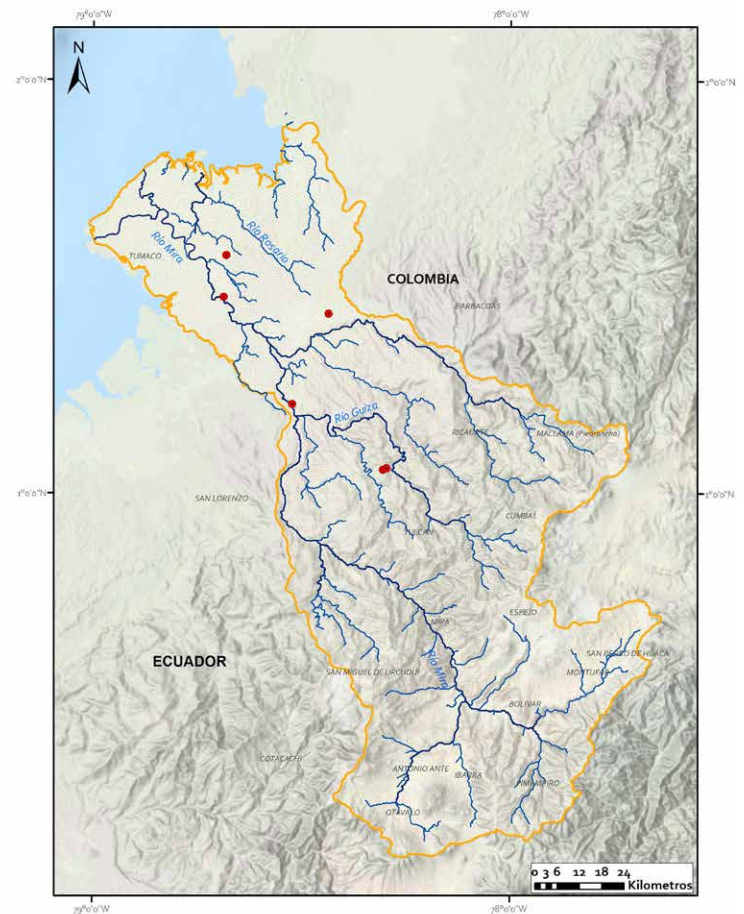 79°0'0"W
78°0'0"W
N
2°0'0"N
2°0'0"N
Río Rosario
Río Mira
TUMACO
COLOMBIA
BARBACOAS
Río Guiza
RICAURTE
MALLAMA (Piedrancha)
1°0'0"N
1°0'0"N
SAN LORENZO
CUMBAL
TULCÁN
ESPEJO
MIRA
ECUADOR
Río Mira
SAN PEDRO DE HUACA
SAN MIGUEL DE URCUQUÍ
MONTUFAR
BOLÍVAR
COTACACHI
ANTONIO ANTE
IBARRA
PIMAMPIRO
OTAVALO
0 3 6 12 18 24
Kilometros
79°0'0"W
78°0'0"W